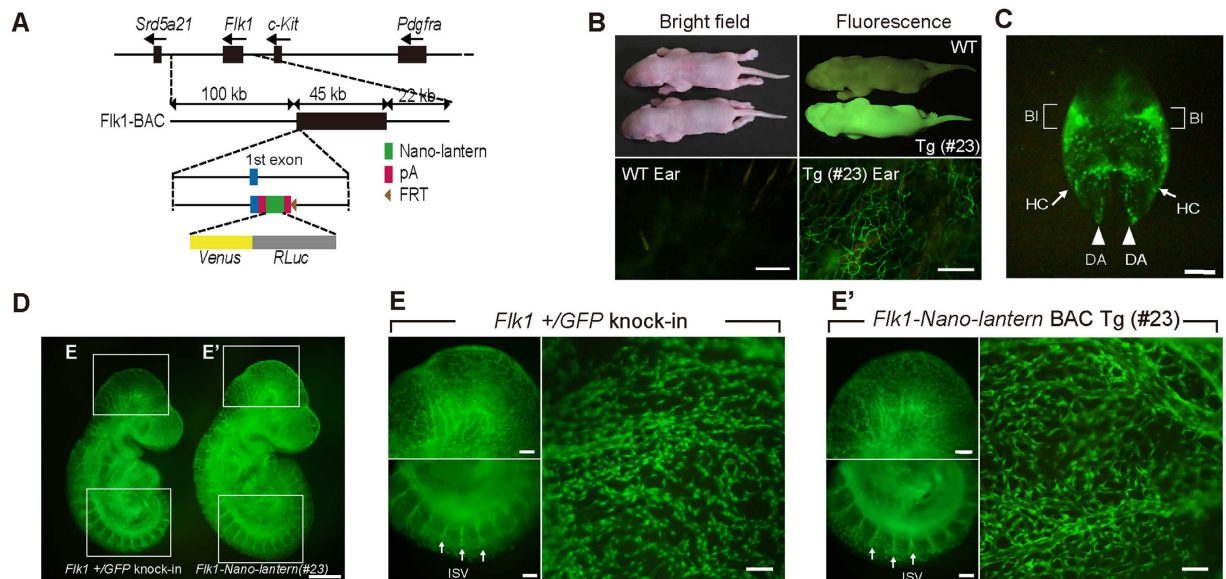 A
Srd5a21 Flk1 c-Kit Pdgfra
100 kb 45 kb 22 kb
Flk1-BAC
1st exon
Nano-lantern
pA
FRT
Venus RLuc
B
Bright field Fluorescence
WT
Tg (#23)
WT Ear Tg (#23) Ear
C
BI BI
HC HC
DA DA
D
E E'
Flk1 +/GFP knock-in Flk1-Nano-lantern(#23)
E
Flk1 +/GFP knock-in
ISV
E'
Flk1-Nano-lantern BAC Tg (#23)
ISV